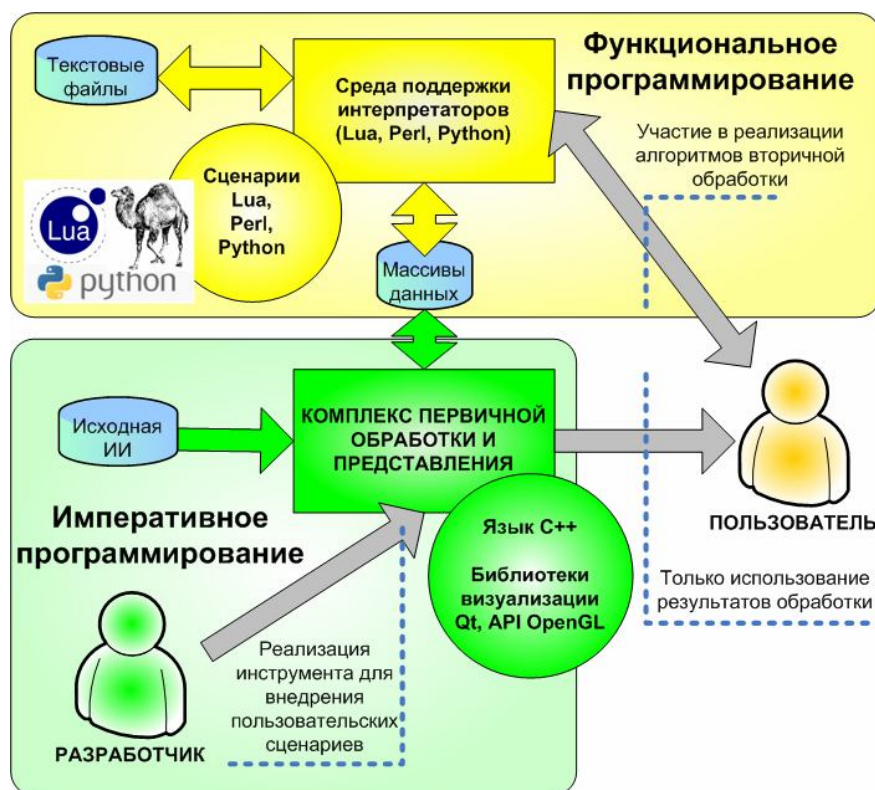 Функциональное
программирование
Текстовые
файлы
Среда поддержки
интерпретаторов
(Lua, Perl, Python)
Участие в реализации
алгоритмов вторичной
обработки
Сценарии
Lua,
Perl,
Python
Lua
python
Массивы
данных
Исходная
ИИ
КОМПЛЕКС ПЕРВИЧНОЙ
ОБРАБОТКИ И
ПРЕДСТАВЛЕНИЯ
Императивное
программирование
Язык C++
Библиотеки
визуализации
Qt, API OpenGL
ПОЛЬЗОВАТЕЛЬ
Только использование
результатов обработки
Реализация
инструмента для
внедрения
пользовательских
сценариев
РАЗРАБОТЧИК